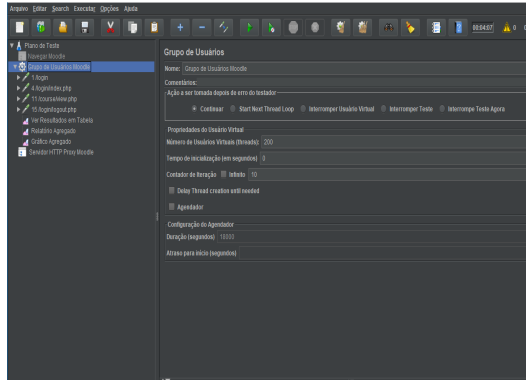 Arquivo Editar Search Executar Opções Ajuda
00:04:07 0
Plano de Teste
Navegar Moodle
Grupo de Usuários Moodle
1 /login
4 /login/index.php
11 /course/view.php
15 /login/logout.php
Ver Resultados em Tabela
Relatório Agregado
Gráfico Agregado
Servidor HTTP Proxy Moodle
Grupo de Usuários
Nome: Grupo de Usuários Moodle
Comentários:
Ação a ser tomada depois de erro do testador
Continuar Start Next Thread Loop Interromper Usuário Virtual Interromper Teste Interrompe Teste Agora
Propriedades do Usuário Virtual
Número de Usuários Virtuais (threads): 200
Tempo de inicialização (em segundos) 0
Contador de Iteração Infinito 10
Delay Thread creation until needed
Agendador
Configuração do Agendador
Duração (segundos) 18000
Atraso para início (segundos)